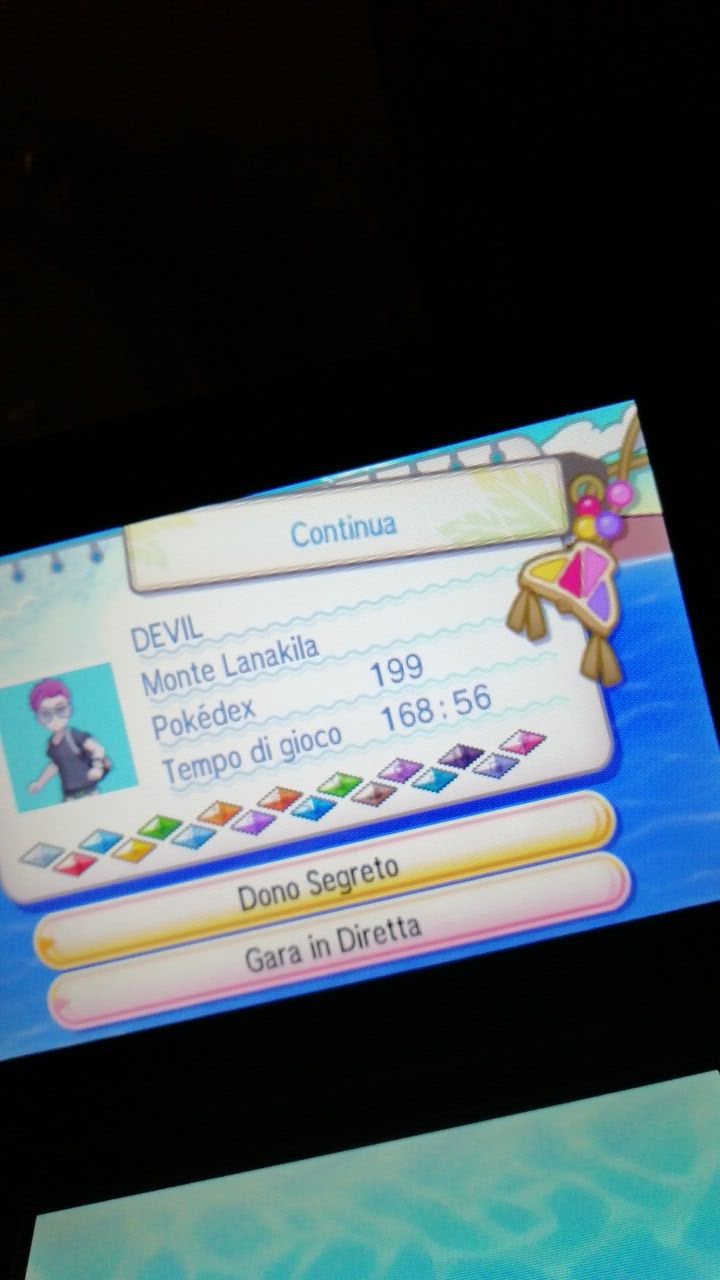 Continua
DEVIL
Monte Lanakila
Pokédex 199
Tempo di gioco 168:56
Dono Segreto
Gara in Diretta